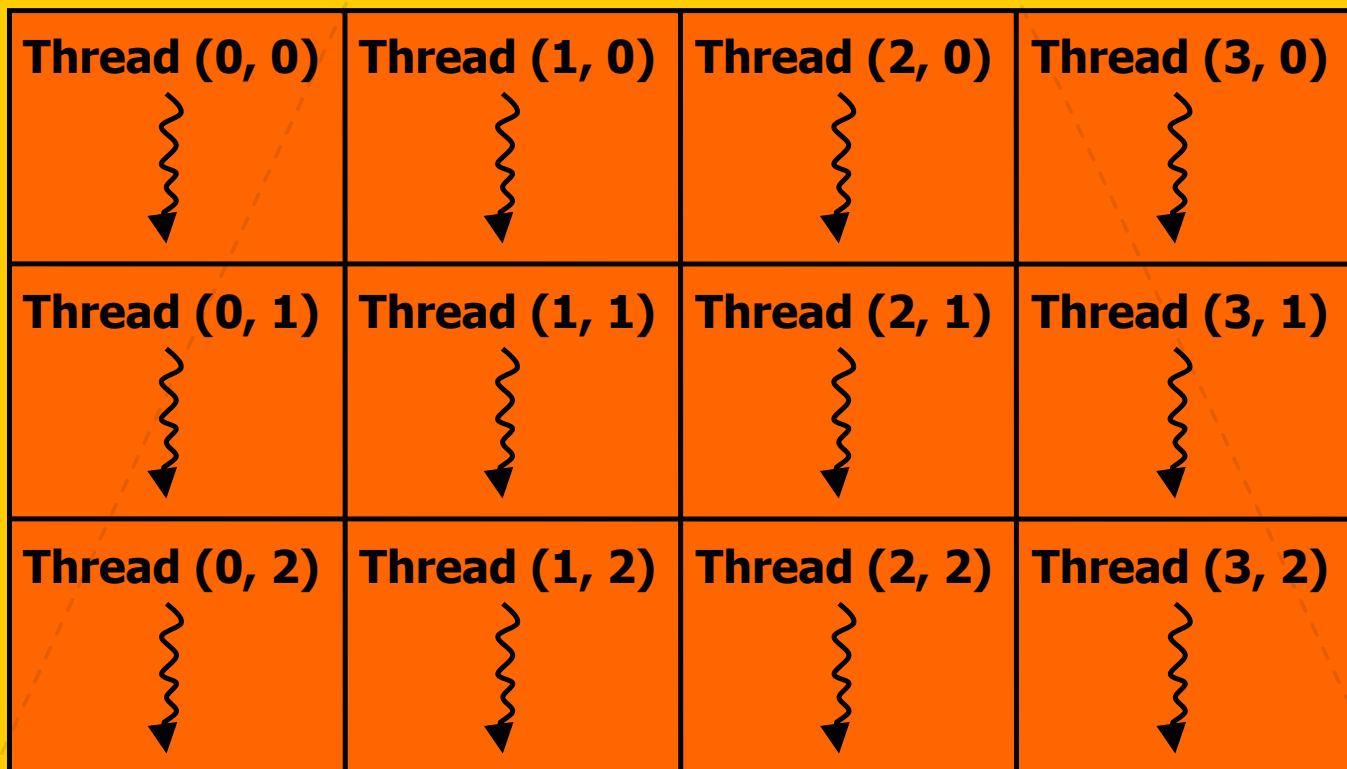 Thread (0, 0) Thread (1, 0) Thread (2, 0) Thread (3, 0)
Thread (0, 1) Thread (1, 1) Thread (2, 1) Thread (3, 1)
Thread (0, 2) Thread (1, 2) Thread (2, 2) Thread (3, 2)